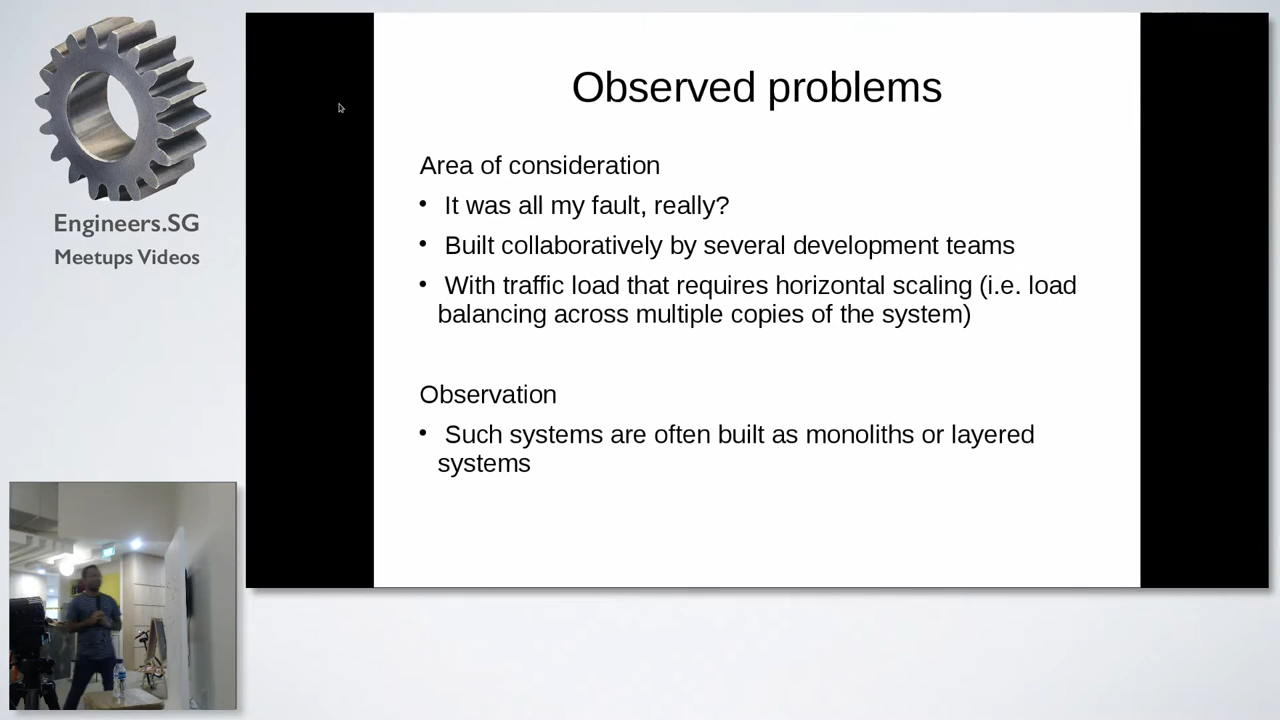 Engineers.SG
Meetups Videos
Observed problems
Area of consideration
• It was all my fault, really?
• Built collaboratively by several development teams
• With traffic load that requires horizontal scaling (i.e. load
balancing across multiple copies of the system)
Observation
• Such systems are often built as monoliths or layered
systems